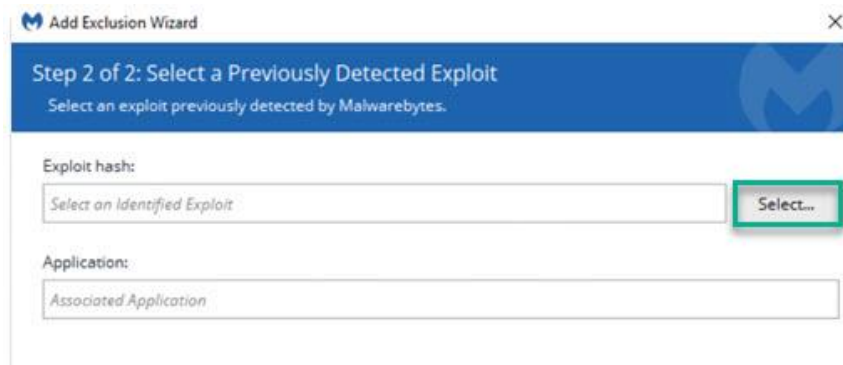 Add Exclusion Wizard
Step 2 of 2: Select a Previously Detected Exploit
Select an exploit previously detected by Malwarebytes.
Exploit hash:
Select an Identified Exploit
Select...
Application:
Associated Application